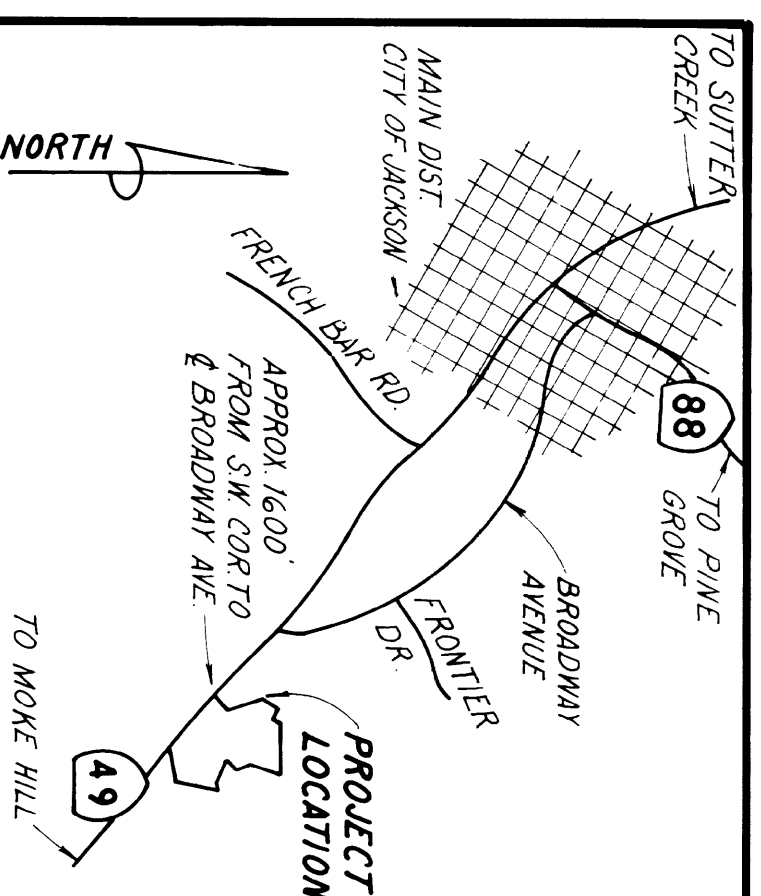 TO SUTTER
CREEK
MAIN DIST.
CITY OF JACKSON
NORTH
FRENCH BAR RD.
88
TO PINE
GROVE
APPROX. 1600'
FROM S.W. COR. TO
℄ BROADWAY AVE.
BROADWAY
AVENUE
FRONTIER
DR.
PROJECT
LOCATION
49
TO MOKE HILL